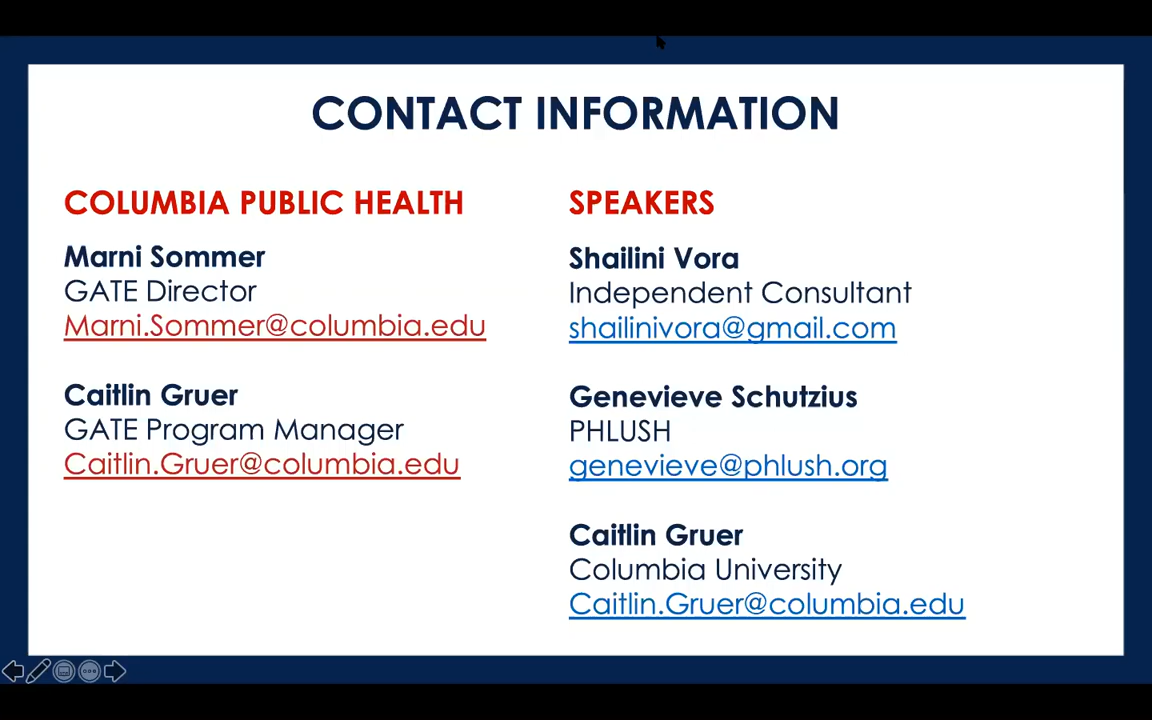 CONTACT INFORMATION
COLUMBIA PUBLIC HEALTH
Marni Sommer
GATE Director
Marni.Sommer@columbia.edu
Caitlin Gruer
GATE Program Manager
Caitlin.Gruer@columbia.edu
SPEAKERS
Shailini Vora
Independent Consultant
shailinivora@gmail.com
Genevieve Schutzius
PHLUSH
genevieve@phlush.org
Caitlin Gruer
Columbia University
Caitlin.Gruer@columbia.edu